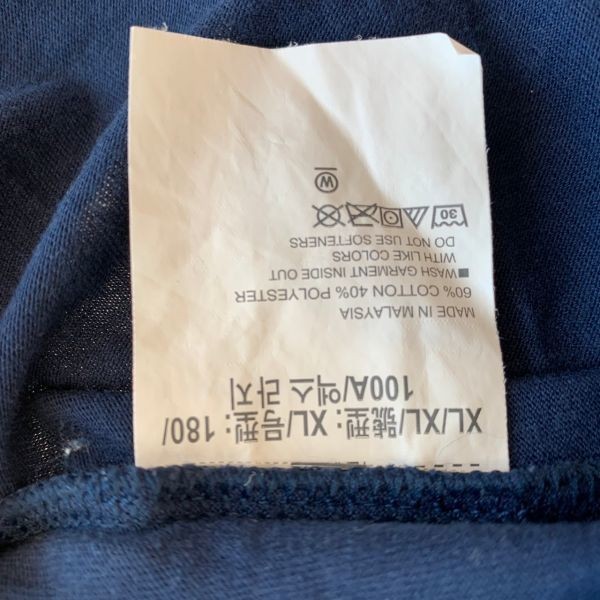 XL/XL/號型: XL/号型: 180/
100A/엑스 라지
MADE IN MALAYSIA
60% COTTON 40% POLYESTER
■ WASH GARMENT INSIDE OUT
WITH LIKE COLORS
DO NOT USE SOFTENERS
30
W